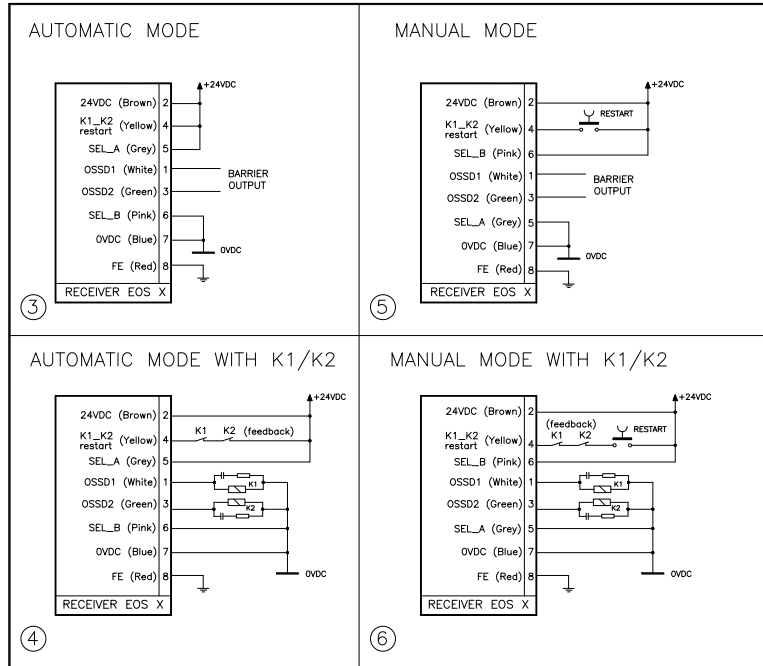 AUTOMATIC MODE
+24VDC
24VDC (Brown) 2
K1_K2 restart (Yellow) 4
SEL_A (Grey) 5
OSSD1 (White) 1
BARRIER OUTPUT
OSSD2 (Green) 3
SEL_B (Pink) 6
0VDC (Blue) 7
0VDC
FE (Red) 8
RECEIVER EOS X
3
MANUAL MODE
+24VDC
24VDC (Brown) 2
RESTART
K1_K2 restart (Yellow) 4
SEL_B (Pink) 6
OSSD1 (White) 1
BARRIER OUTPUT
OSSD2 (Green) 3
SEL_A (Grey) 5
0VDC (Blue) 7
0VDC
FE (Red) 8
RECEIVER EOS X
5
AUTOMATIC MODE WITH K1/K2
+24VDC
24VDC (Brown) 2
K1_K2 restart (Yellow) 4
K1 K2 (feedback)
SEL_A (Grey) 5
OSSD1 (White) 1
K1
OSSD2 (Green) 3
K2
SEL_B (Pink) 6
0VDC (Blue) 7
FE (Red) 8
0VDC
RECEIVER EOS X
4
MANUAL MODE WITH K1/K2
+24VDC
24VDC (Brown) 2
(feedback)
K1 K2
RESTART
K1_K2 restart (Yellow) 4
SEL_B (Pink) 6
OSSD1 (White) 1
K1
OSSD2 (Green) 3
K2
SEL_A (Grey) 5
0VDC (Blue) 7
FE (Red) 8
0VDC
RECEIVER EOS X
6